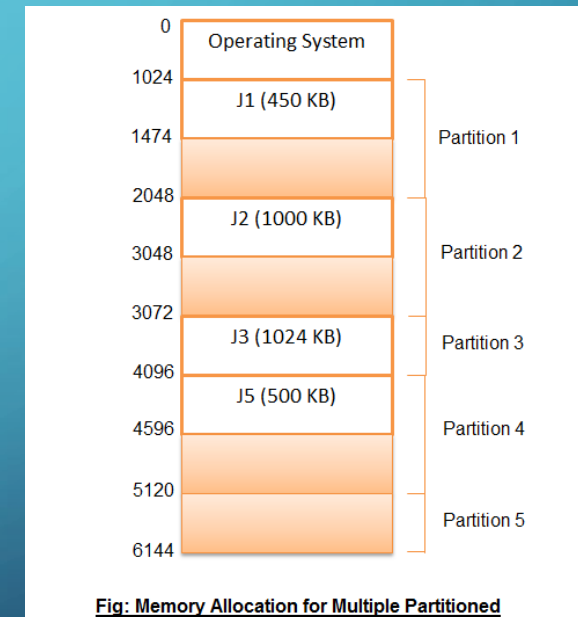 0
Operating System
1024
J1 (450 KB)
1474
Partition 1
2048
J2 (1000 KB)
3048
Partition 2
3072
J3 (1024 KB)
Partition 3
4096
J5 (500 KB)
4596
Partition 4
5120
Partition 5
6144
Fig: Memory Allocation for Multiple Partitioned